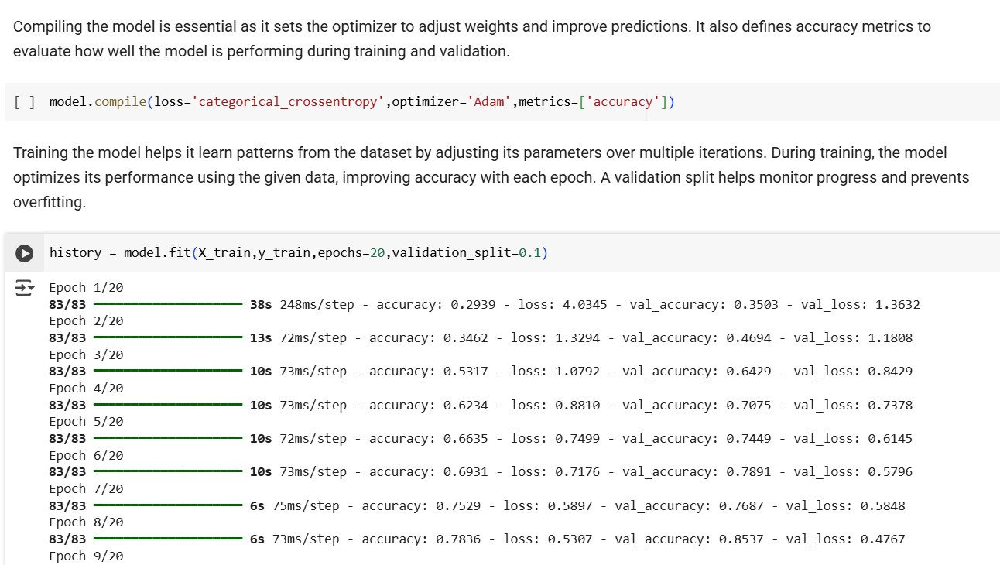 Compiling the model is essential as it sets the optimizer to adjust weights and improve predictions. It also defines accuracy metrics to
evaluate how well the model is performing during training and validation.
[ ] model.compile(loss='categorical_crossentropy',optimizer='Adam',metrics=['accuracy'])
Training the model helps it learn patterns from the dataset by adjusting its parameters over multiple iterations. During training, the model
optimizes its performance using the given data, improving accuracy with each epoch. A validation split helps monitor progress and prevents
overfitting.
history = model.fit(X_train,y_train,epochs=20,validation_split=0.1)
Epoch 1/20
83/83 38s 248ms/step - accuracy: 0.2939 - loss: 4.0345 - val_accuracy: 0.3503 - val_loss: 1.3632
Epoch 2/20
83/83 13s 72ms/step - accuracy: 0.3462 - loss: 1.3294 - val_accuracy: 0.4694 - val_loss: 1.1808
Epoch 3/20
83/83 10s 73ms/step - accuracy: 0.5317 - loss: 1.0792 - val_accuracy: 0.6429 - val_loss: 0.8429
Epoch 4/20
83/83 10s 73ms/step - accuracy: 0.6234 - loss: 0.8810 - val_accuracy: 0.7075 - val_loss: 0.7378
Epoch 5/20
83/83 10s 72ms/step - accuracy: 0.6635 - loss: 0.7499 - val_accuracy: 0.7449 - val_loss: 0.6145
Epoch 6/20
83/83 10s 73ms/step - accuracy: 0.6931 - loss: 0.7176 - val_accuracy: 0.7891 - val_loss: 0.5796
Epoch 7/20
83/83 6s 75ms/step - accuracy: 0.7529 - loss: 0.5897 - val_accuracy: 0.7687 - val_loss: 0.5848
Epoch 8/20
83/83 6s 73ms/step - accuracy: 0.7836 - loss: 0.5307 - val_accuracy: 0.8537 - val_loss: 0.4767
Epoch 9/20